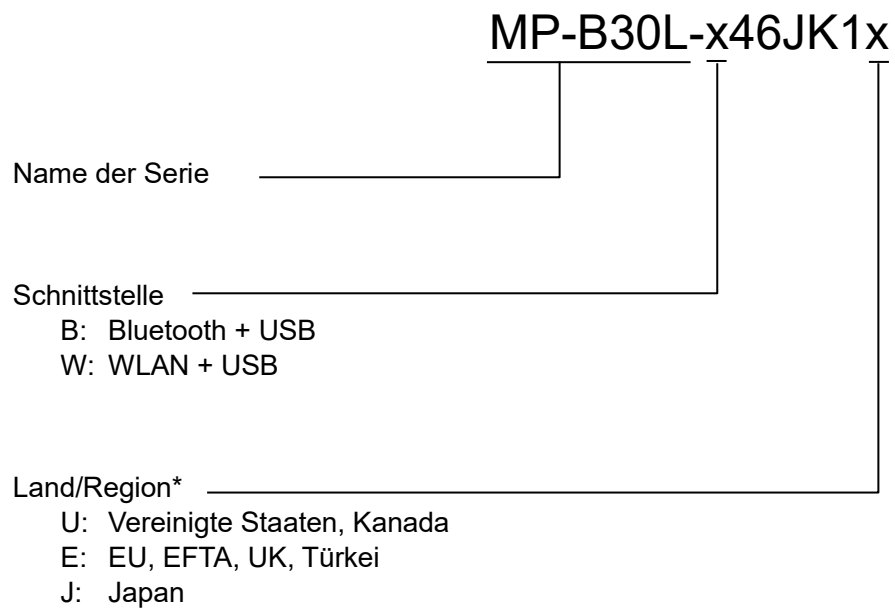 MP-B30L-x46JK1x
Name der Serie
Schnittstelle
B: Bluetooth + USB
W: WLAN + USB
Land/Region*
U: Vereinigte Staaten, Kanada
E: EU, EFTA, UK, Türkei
J: Japan